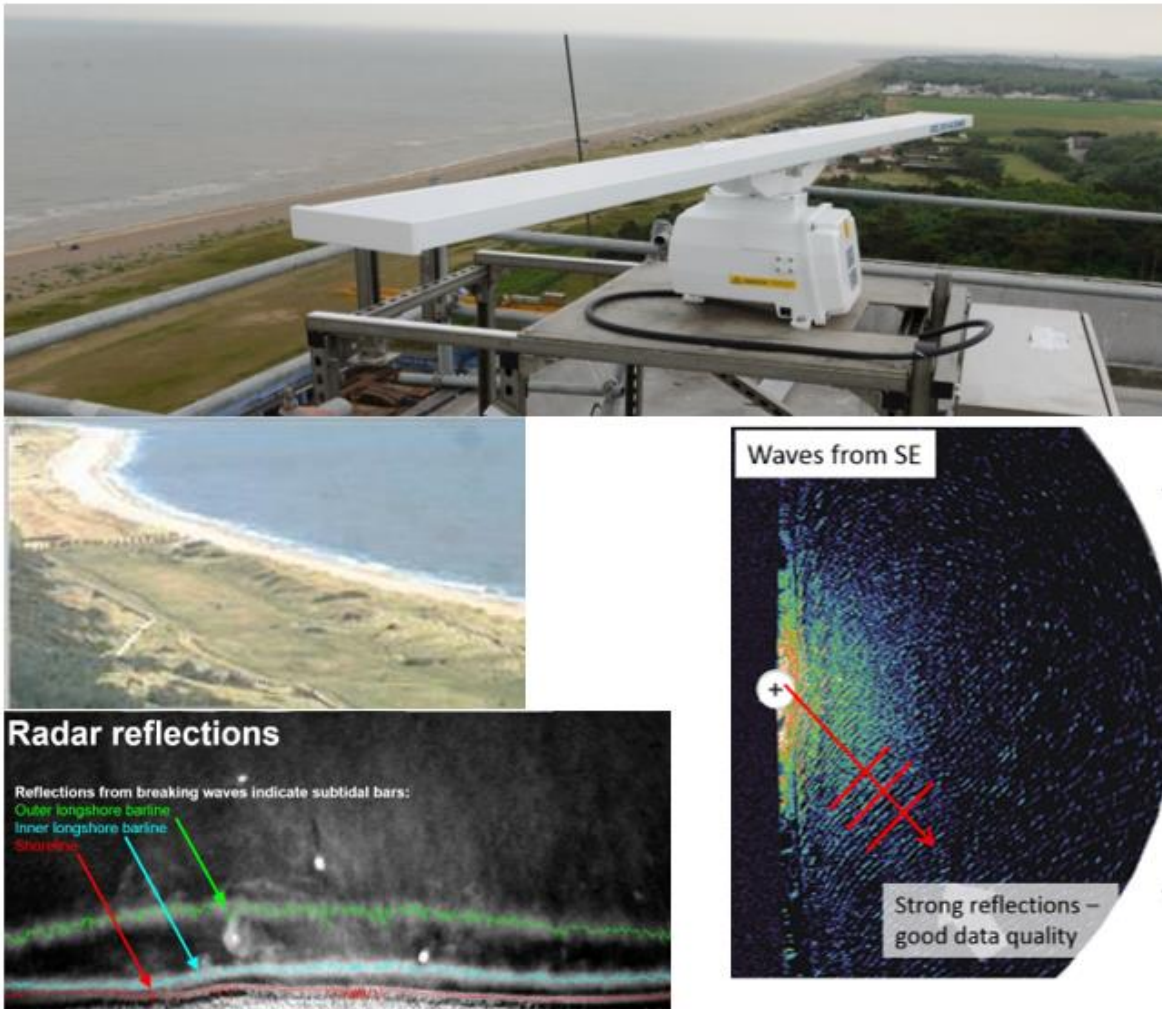 Waves from SE
Radar reflections
Reflections from breaking waves indicate subtidal bars:
Outer longshore barline
Inner longshore barline
Shoreline
Strong reflections –
good data quality